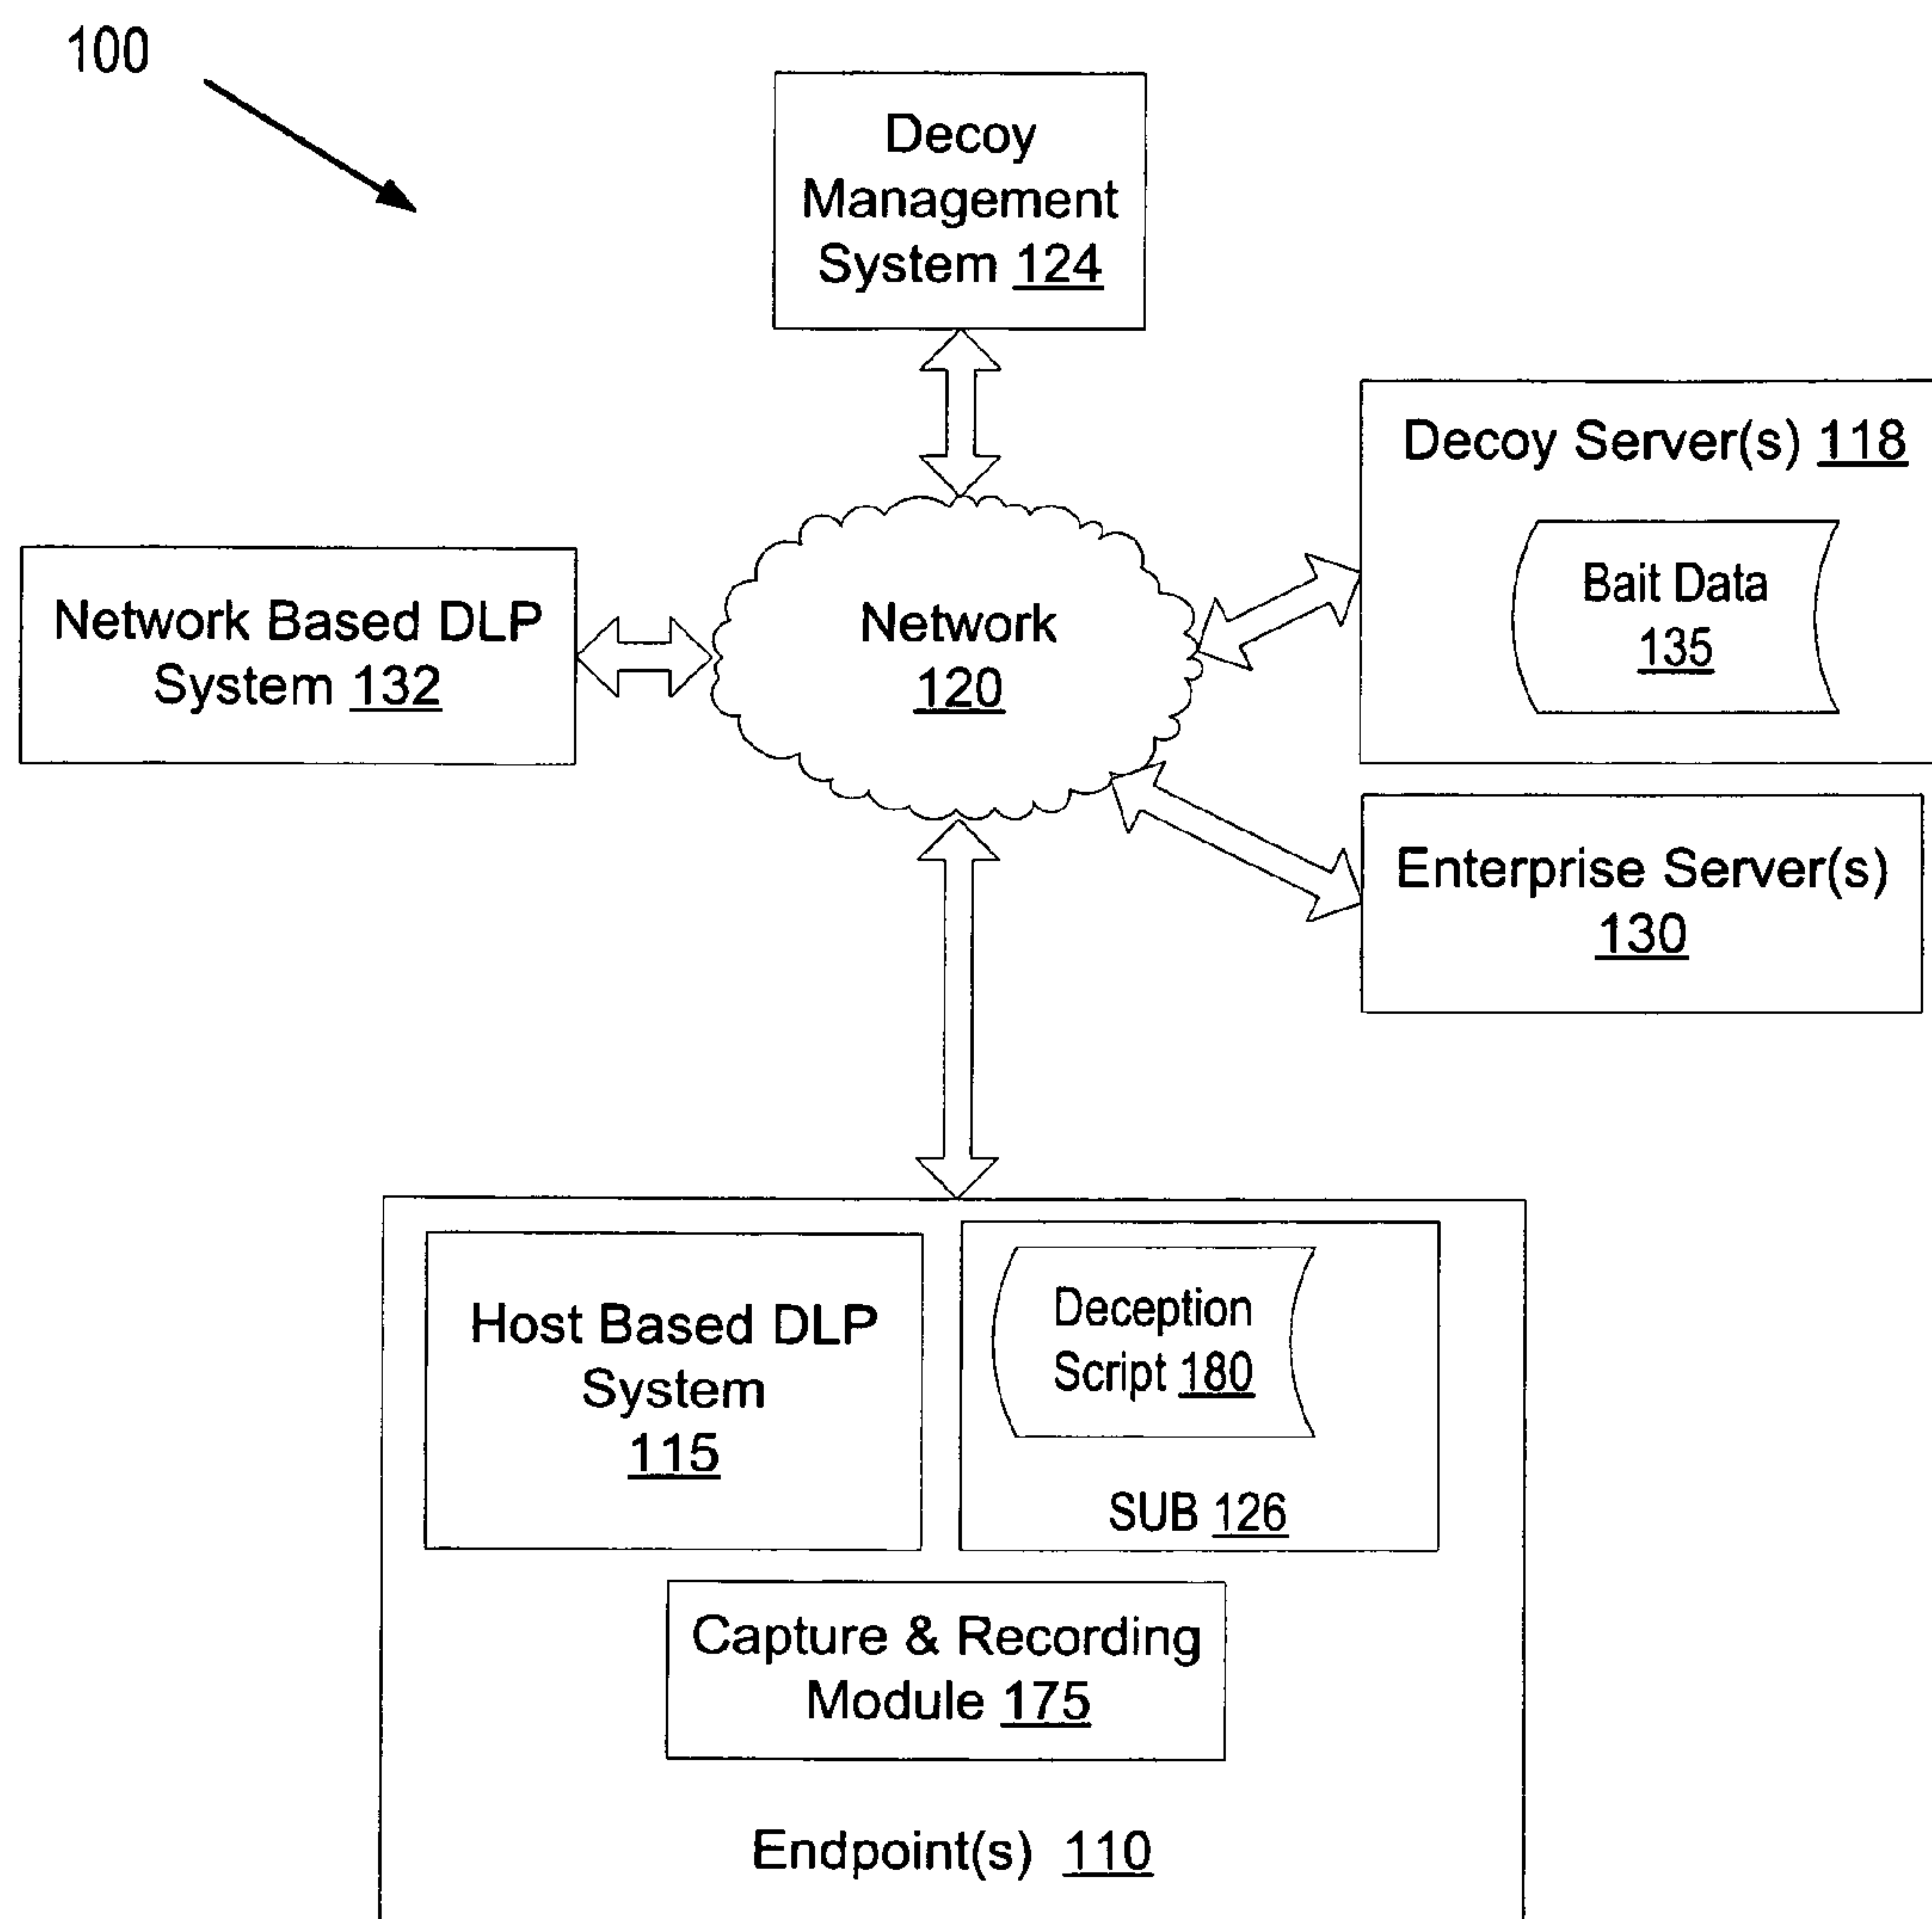 100
Decoy
Management
System 124
Decoy Server(s) 118
Bait Data
135
Network Based DLP
System 132
Network
120
Enterprise Server(s)
130
Host Based DLP
System
115
Deception
Script 180
SUB 126
Capture & Recording
Module 175
Endpoint(s) 110